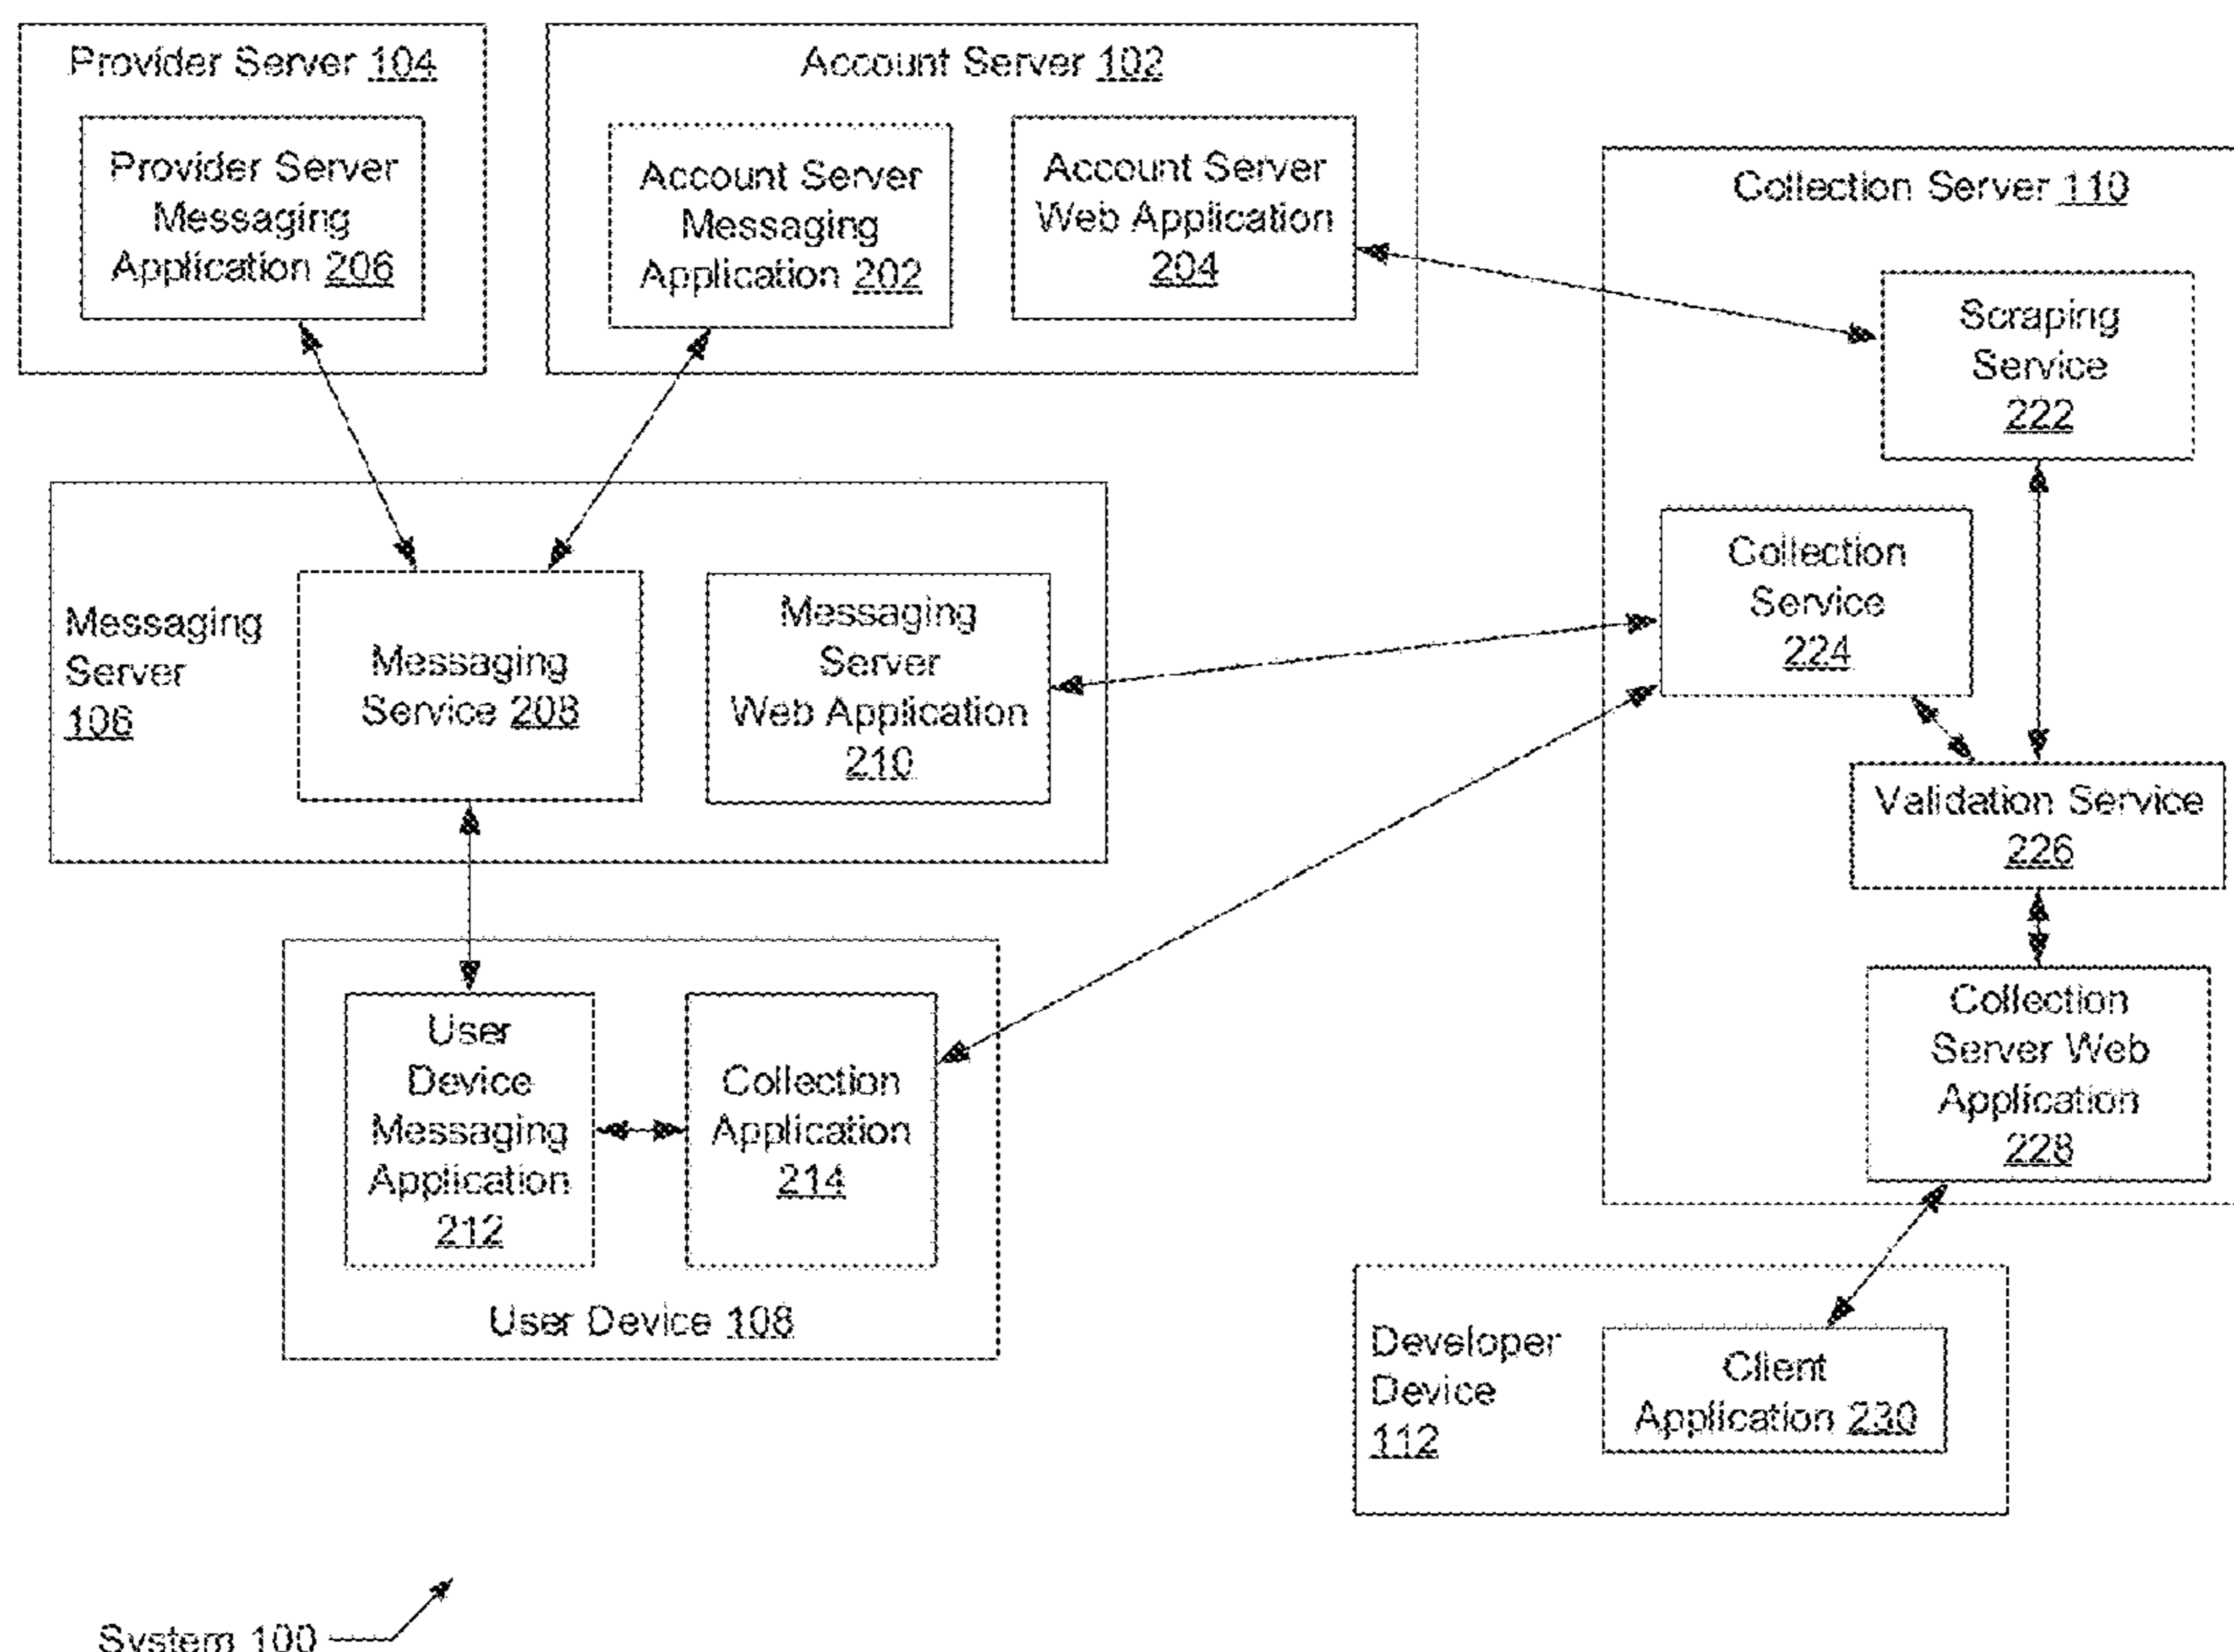 Provider Server 104
Provider Server
Messaging
Application 206
Account Server 102
Account Server
Messaging
Application 202
Account Server
Web Application
204
Collection Server 110
Scraping
Service
222
Collection
Service
224
Validation Service
226
Collection
Server Web
Application
228
Messaging
Server
106
Messaging
Service 208
Messaging
Server
Web Application
210
User
Device
Messaging
Application
212
Collection
Application
214
User Device 108
Developer
Device
112
Client
Application 230
System 100